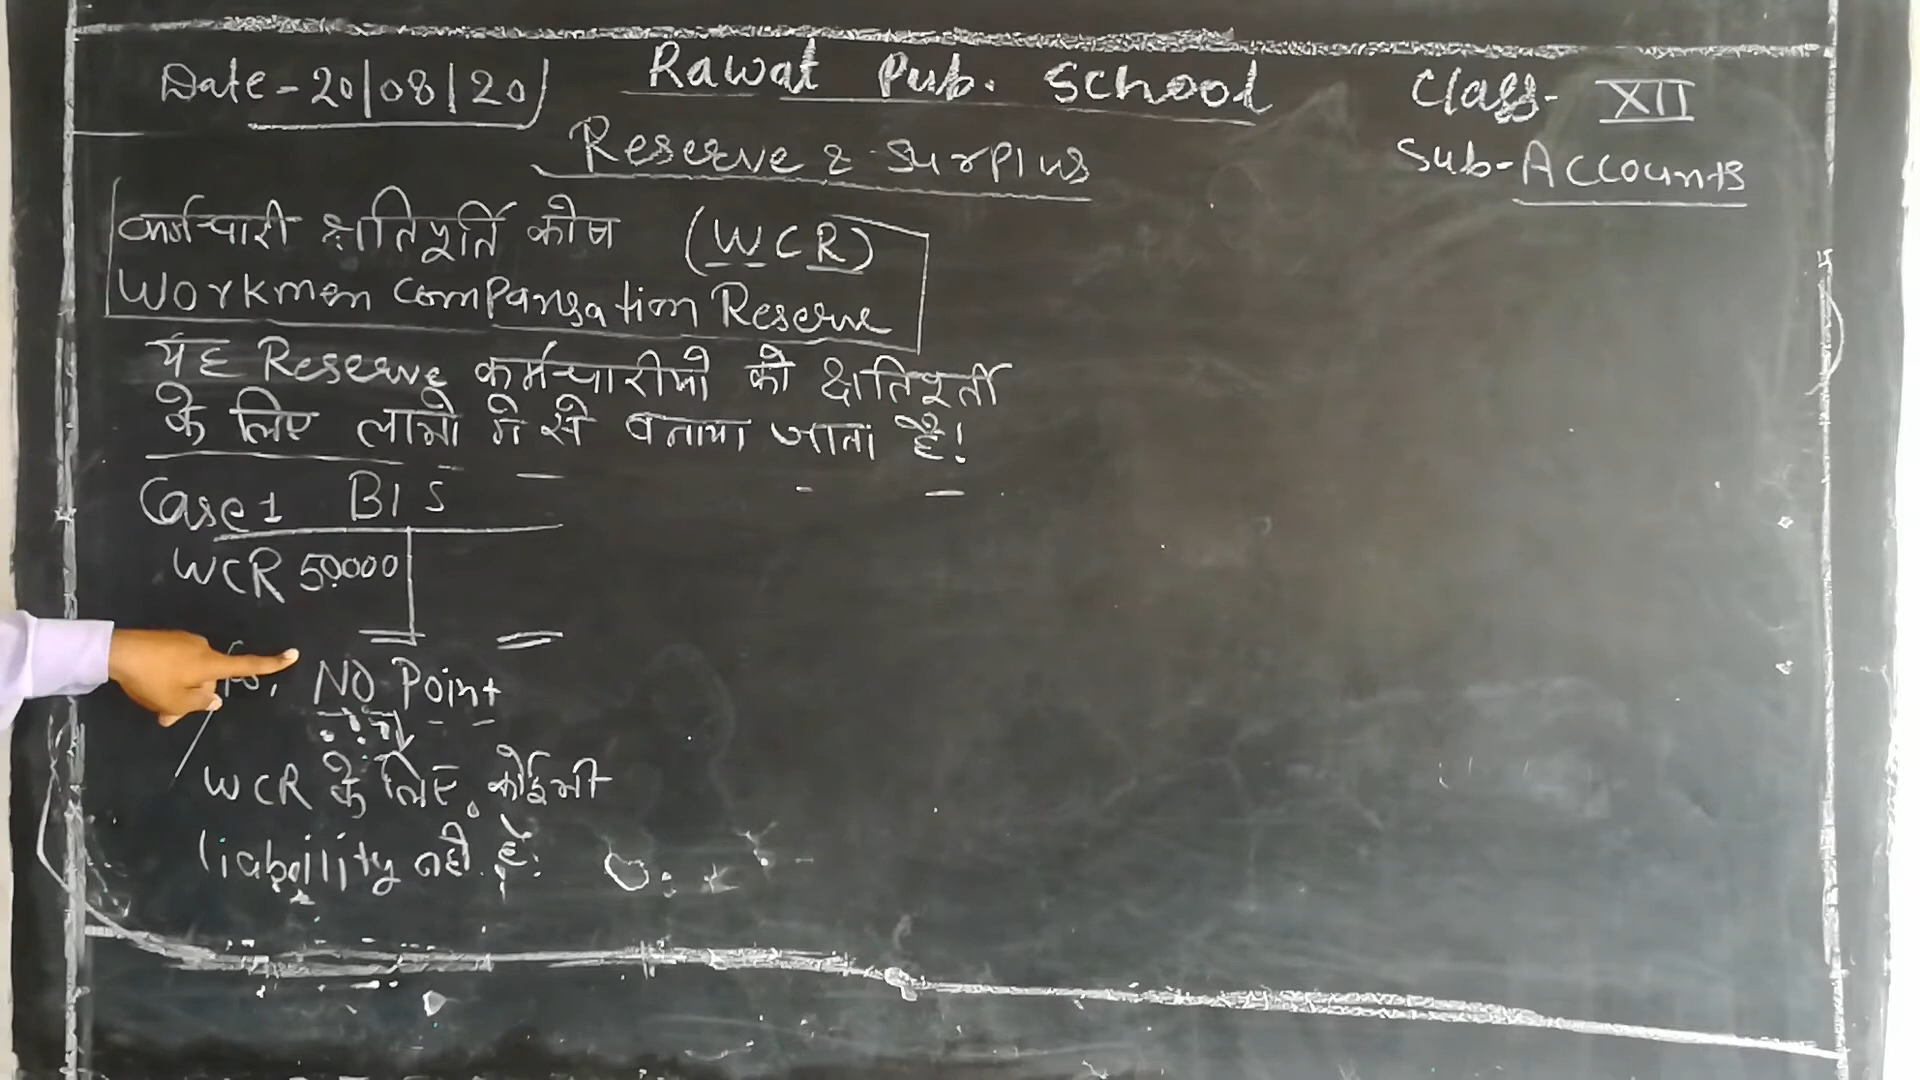 Date - 20/08/20
Rawat Pub. School
Class - XII
Reserve & Surplus
Sub - Accounts
कर्मचारी क्षतिपूर्ति कोष (WCR)
Workmen Compansation Reserve
यह Reserve कर्मचारीयो की क्षतिपूर्ती
के लिए लाभो मे से बनाया जाता है!
Case 1 B/S
WCR 50000
NO Point
WCR के लिए कोई भी
liability नही है.